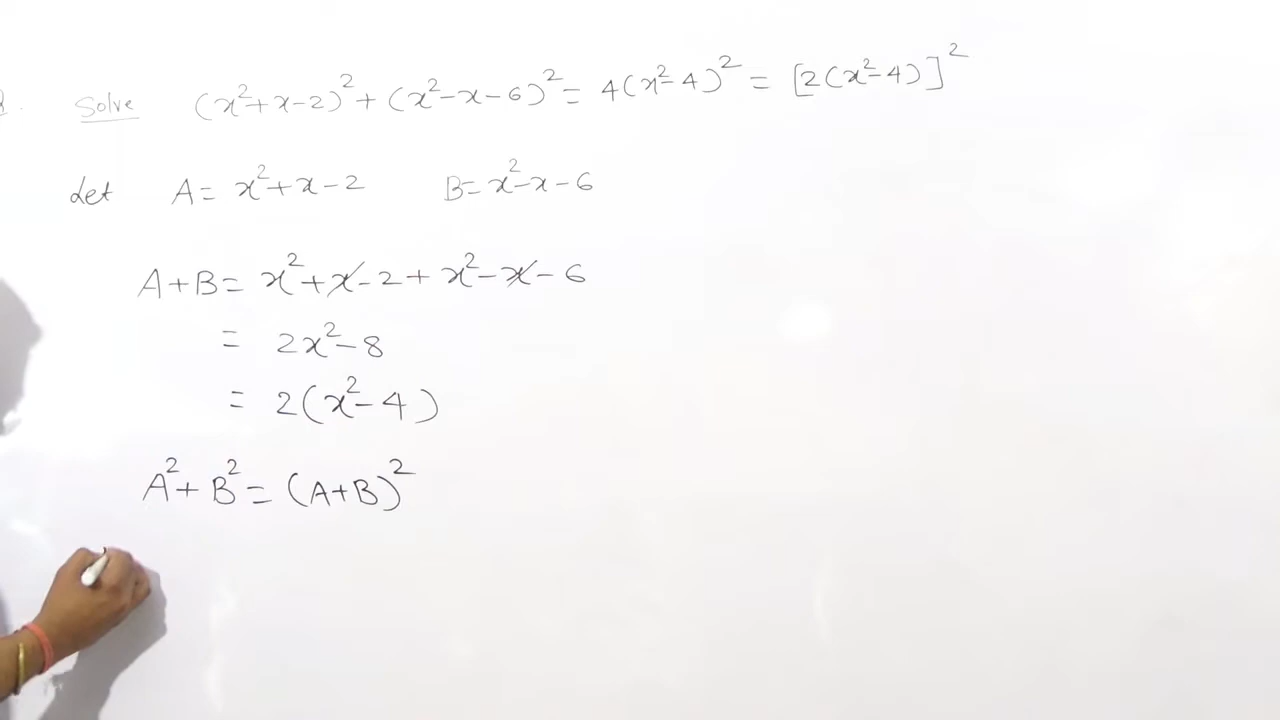 Solve (x²+x-2)²+(x²-x-6)²=4(x²-4)²=[2(x²-4)]²
Let A=x²+x-2 B=x²-x-6
A+B=x²+x-2+x²-x-6
= 2x²-8
= 2(x²-4)
A²+B²=(A+B)²